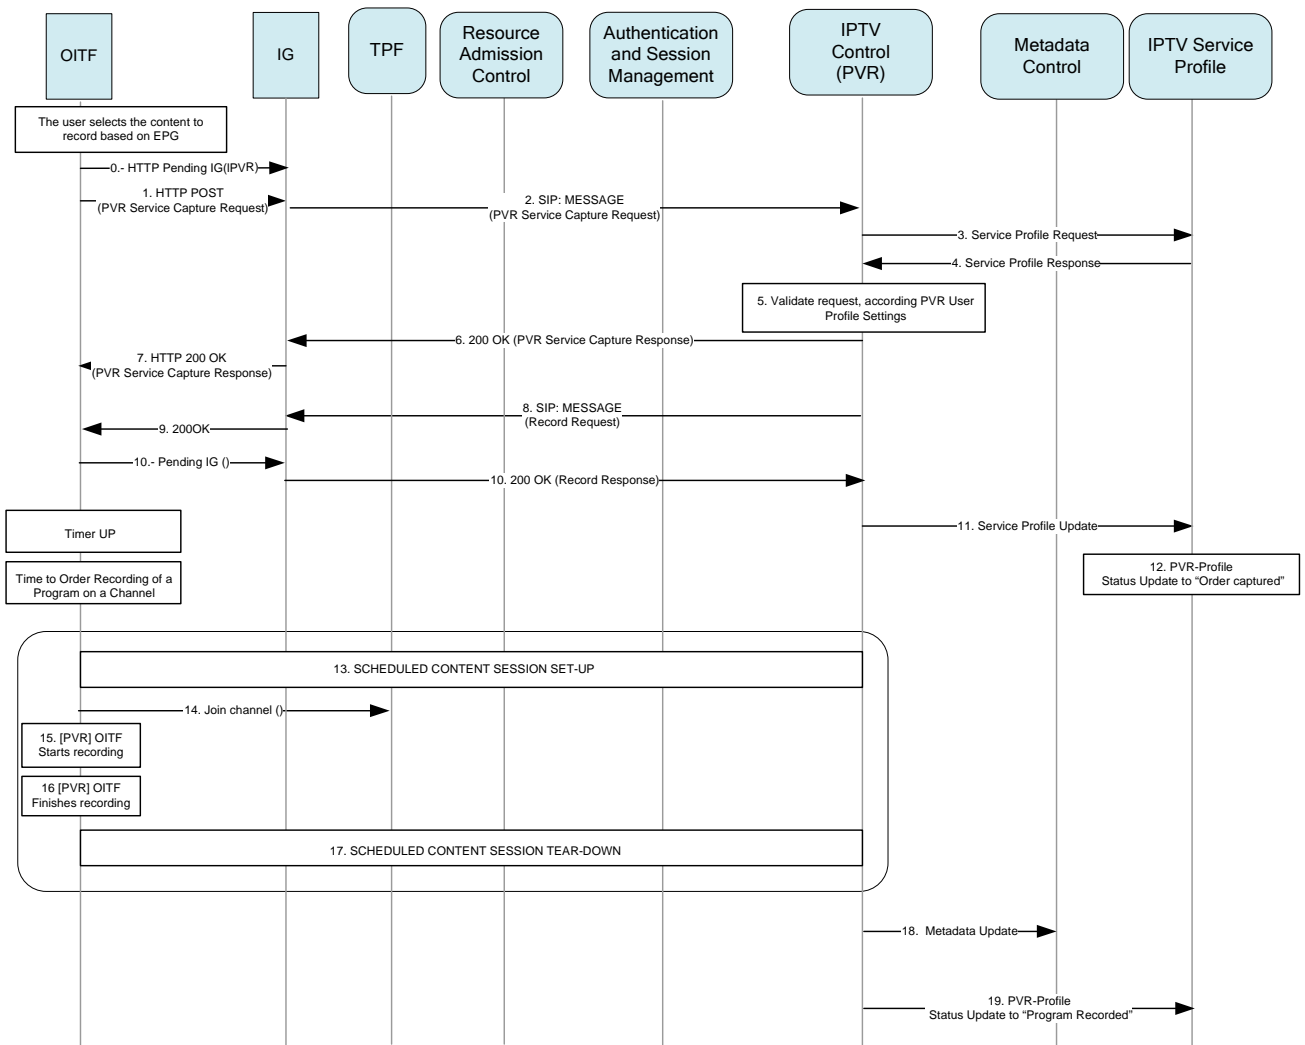 OITF
IG
TPF
Resource
Admission
Control
Authentication
and Session
Management
IPTV
Control
(PVR)
Metadata
Control
IPTV Service
Profile
The user selects the content to
record based on EPG
0.- HTTP Pending IG(IPVR)
1. HTTP POST
(PVR Service Capture Request)
2. SIP: MESSAGE
(PVR Service Capture Request)
3. Service Profile Request
4. Service Profile Response
5. Validate request, according PVR User
Profile Settings
6. 200 OK (PVR Service Capture Response)
7. HTTP 200 OK
(PVR Service Capture Response)
8. SIP: MESSAGE
(Record Request)
9. 200OK
10.- Pending IG ()
10. 200 OK (Record Response)
Timer UP
11. Service Profile Update
12. PVR-Profile
Status Update to “Order captured”
Time to Order Recording of a
Program on a Channel
13. SCHEDULED CONTENT SESSION SET-UP
14. Join channel ()
15. [PVR] OITF
Starts recording
16 [PVR] OITF
Finishes recording
17. SCHEDULED CONTENT SESSION TEAR-DOWN
18.  Metadata Update
19. PVR-Profile
Status Update to “Program Recorded”